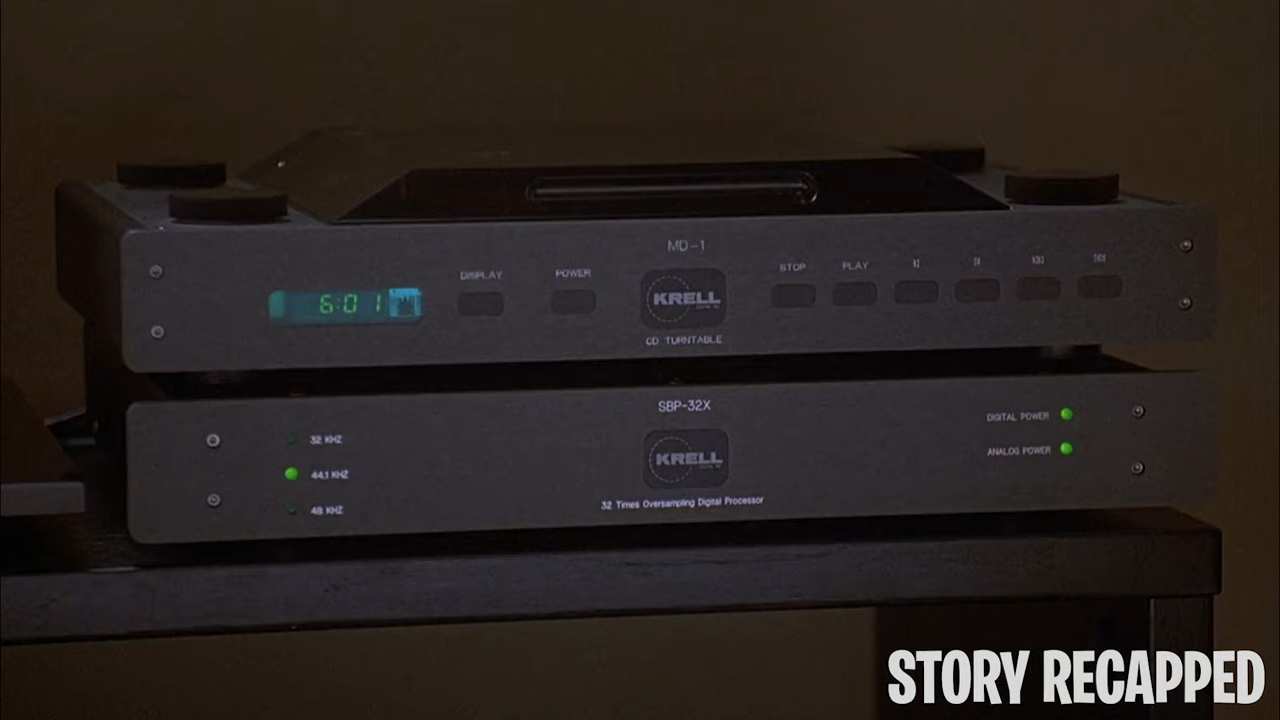 MD-1
DISPLAY
POWER
STOP
PLAY
6:01
KRELL
CD TURNTABLE
SBP-32X
KRELL
32 KHZ
44.1 KHZ
48 KHZ
DIGITAL POWER
ANALOG POWER
32 Times Oversampling Digital Processor
STORY RECAPPED